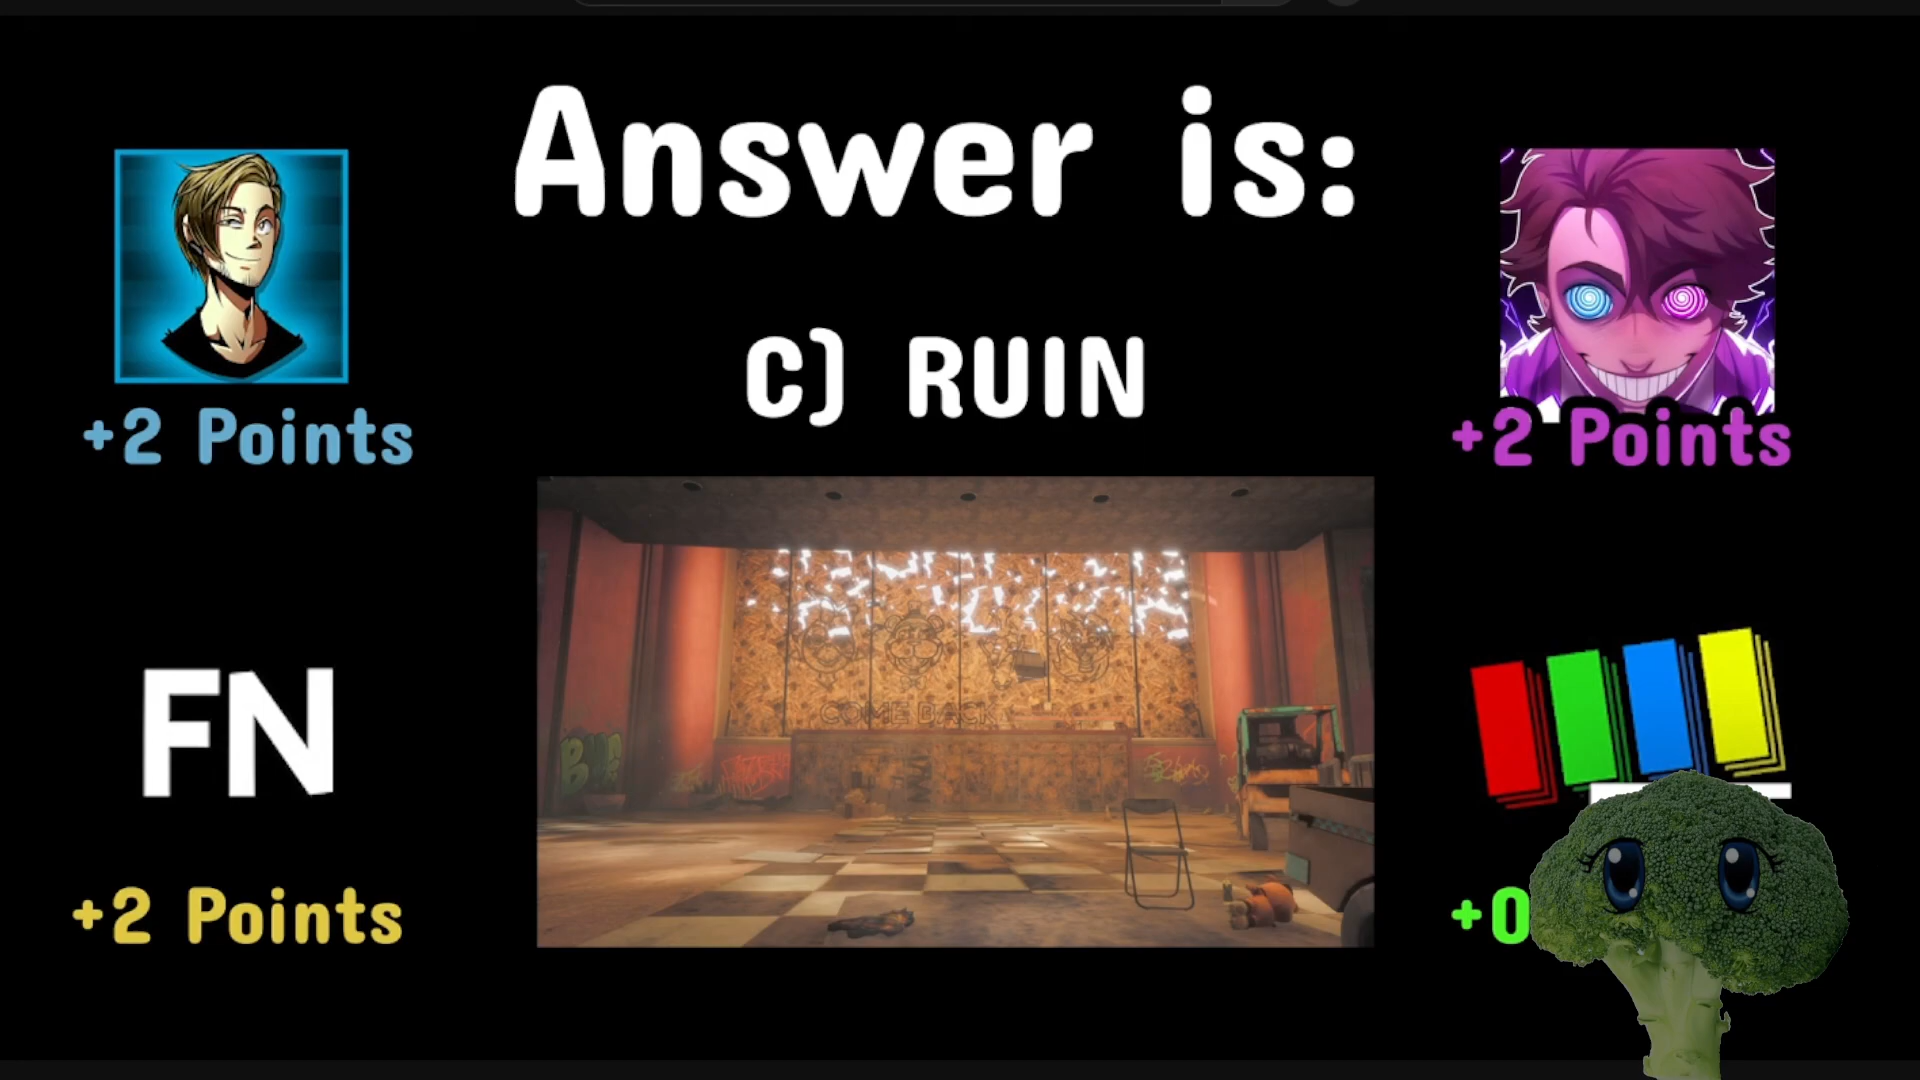 Answer is:
C) RUIN
+2 Points
+2 Points
COME BACK
FN
+2 Points
+0